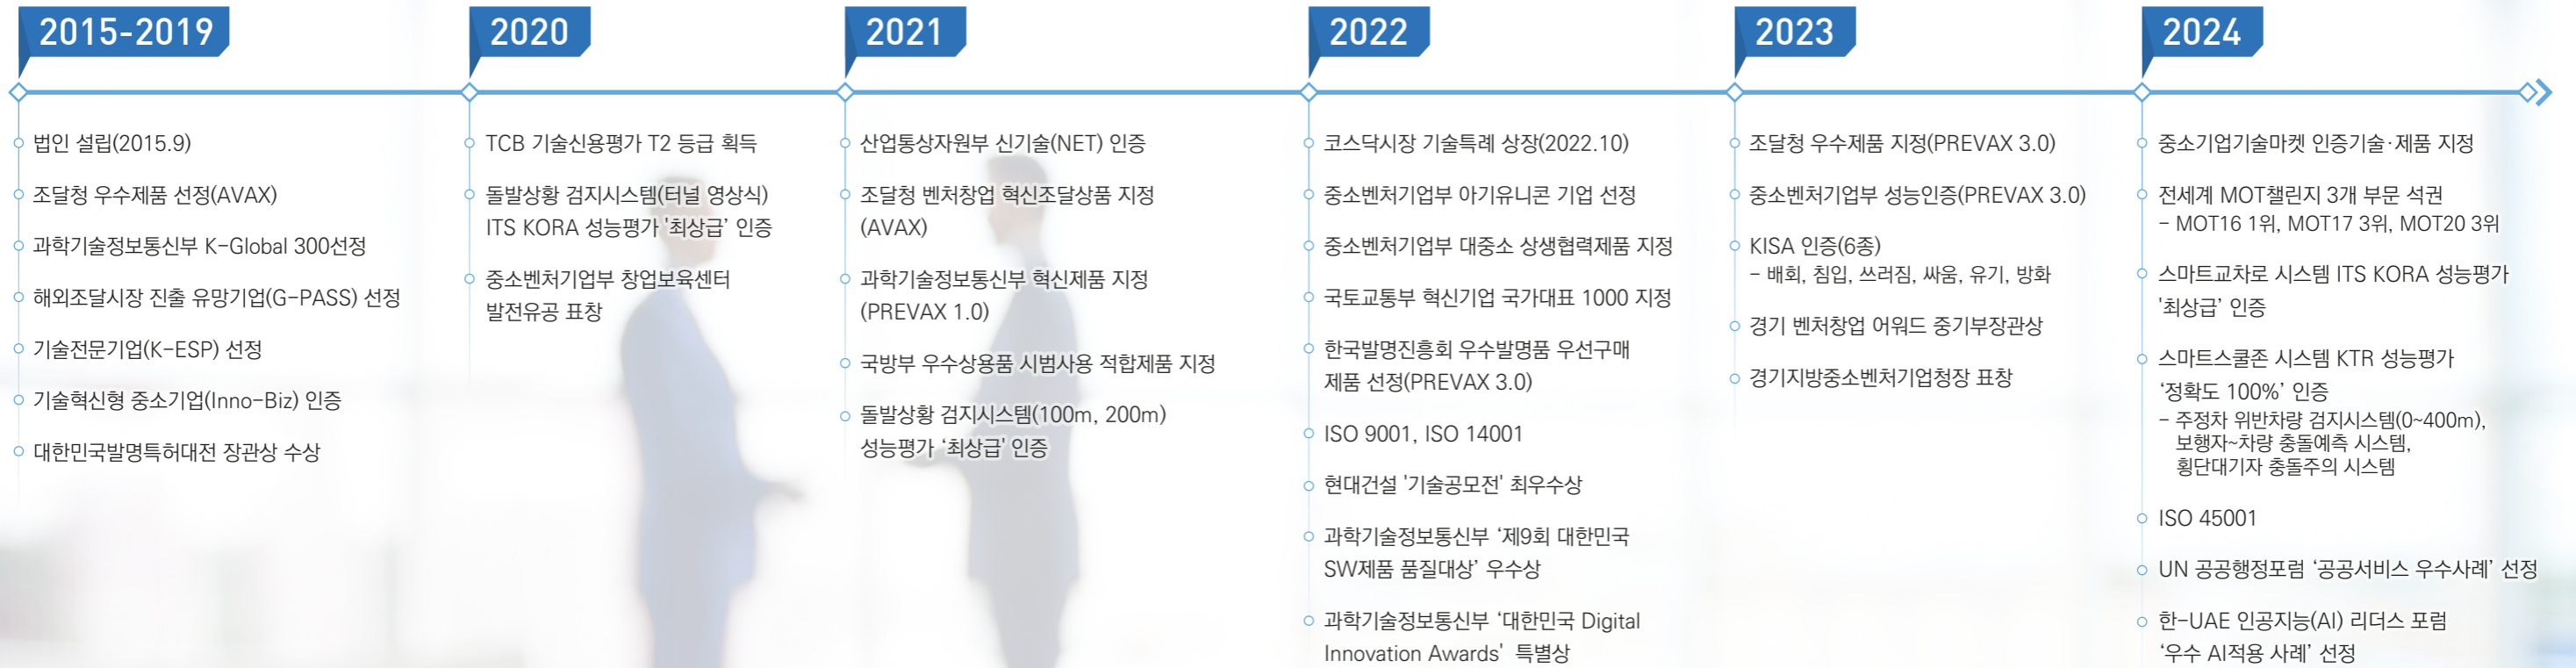 2015-2019
법인 설립(2015.9)
조달청 우수제품 선정(AVAX)
과학기술정보통신부 K-Global 300선정
해외조달시장 진출 유망기업(G-PASS) 선정
기술전문기업(K-ESP) 선정
기술혁신형 중소기업(Inno-Biz) 인증
대한민국발명특허대전 장관상 수상
2020
TCB 기술신용평가 T2 등급 획득
돌발상황 검지시스템(터널 영상식)
ITS KORA 성능평가 '최상급’ 인증
중소벤처기업부 창업보육센터
발전유공 표창
2021
산업통상자원부 신기술(NET) 인증
조달청 벤처창업 혁신조달상품 지정
(AVAX)
과학기술정보통신부 혁신제품 지정
(PREVAX 1.0)
국방부 우수상용품 시범사용 적합제품 지정
돌발상황 검지시스템(100m, 200m)
성능평가 ‘최상급' 인증
2022
코스닥시장 기술특례 상장(2022.10)
중소벤처기업부 아기유니콘 기업 선정
중소벤처기업부 대중소 상생협력제품 지정
국토교통부 혁신기업 국가대표 1000 지정
한국발명진흥회 우수발명품 우선구매
제품 선정(PREVAX 3.0)
ISO 9001, ISO 14001
현대건설 '기술공모전' 최우수상
과학기술정보통신부 ‘제9회 대한민국
SW제품 품질대상’ 우수상
과학기술정보통신부 ‘대한민국 Digital
Innovation Awards' 특별상
2023
조달청 우수제품 지정(PREVAX 3.0)
중소벤처기업부 성능인증(PREVAX 3.0)
KISA 인증(6종)
- 배회, 침입, 쓰러짐, 싸움, 유기, 방화
경기 벤처창업 어워드 중기부장관상
경기지방중소벤처기업청장 표창
2024
중소기업기술마켓 인증기술·제품 지정
전세계 MOT챌린지 3개 부문 석권
- MOT16 1위, MOT17 3위, MOT20 3위
스마트교차로 시스템 ITS KORA 성능평가
'최상급’ 인증
스마트스쿨존 시스템 KTR 성능평가
‘정확도 100%’ 인증
- 주정차 위반차량 검지시스템(0~400m),
보행자~차량 충돌예측 시스템,
횡단대기자 충돌주의 시스템
ISO 45001
UN 공공행정포럼 ‘공공서비스 우수사례’ 선정
한-UAE 인공지능(AI) 리더스 포럼
‘우수 AI적용 사례’ 선정